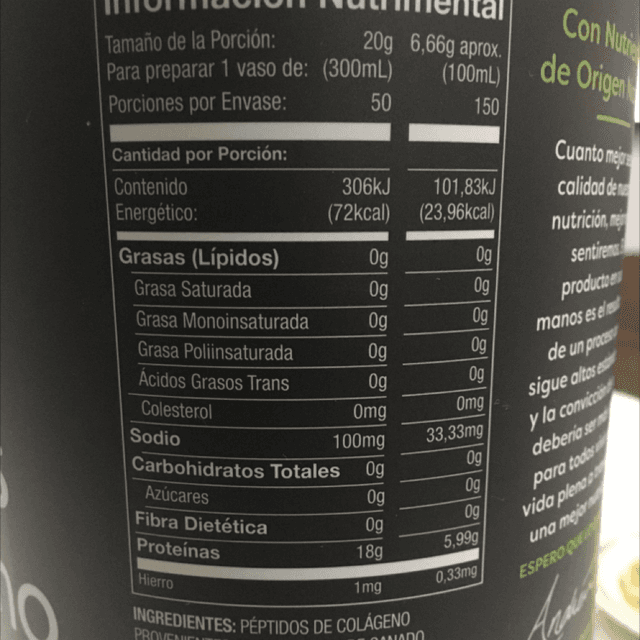 Información Nutrimental
Tamaño de la Porción: 20g 6,66g aprox.
Para preparar 1 vaso de: (300mL) (100mL)
Porciones por Envase: 50 150
Cantidad por Porción:
Contenido 306kJ 101,83kJ
Energético: (72kcal) (23,96kcal)
Grasas (Lípidos) 0g 0g
Grasa Saturada 0g 0g
Grasa Monoinsaturada 0g 0g
Grasa Poliinsaturada 0g 0g
Ácidos Grasos Trans 0g 0g
Colesterol 0mg 0mg
Sodio 100mg 33,33mg
Carbohidratos Totales 0g 0g
Azúcares 0g 0g
Fibra Dietética 0g 0g
Proteínas 18g 5,99g
Hierro 1mg 0,33mg
INGREDIENTES: PÉPTIDOS DE COLÁGENO
GANADO
Con
de Origen
Cuanto mejor
calidad de
nutrición,
sentiremos
producto
manos es el
de un proceso
sigue altos
y la convicción
debería ser
para todos
vida plena
una mejor
ESPERO QUE